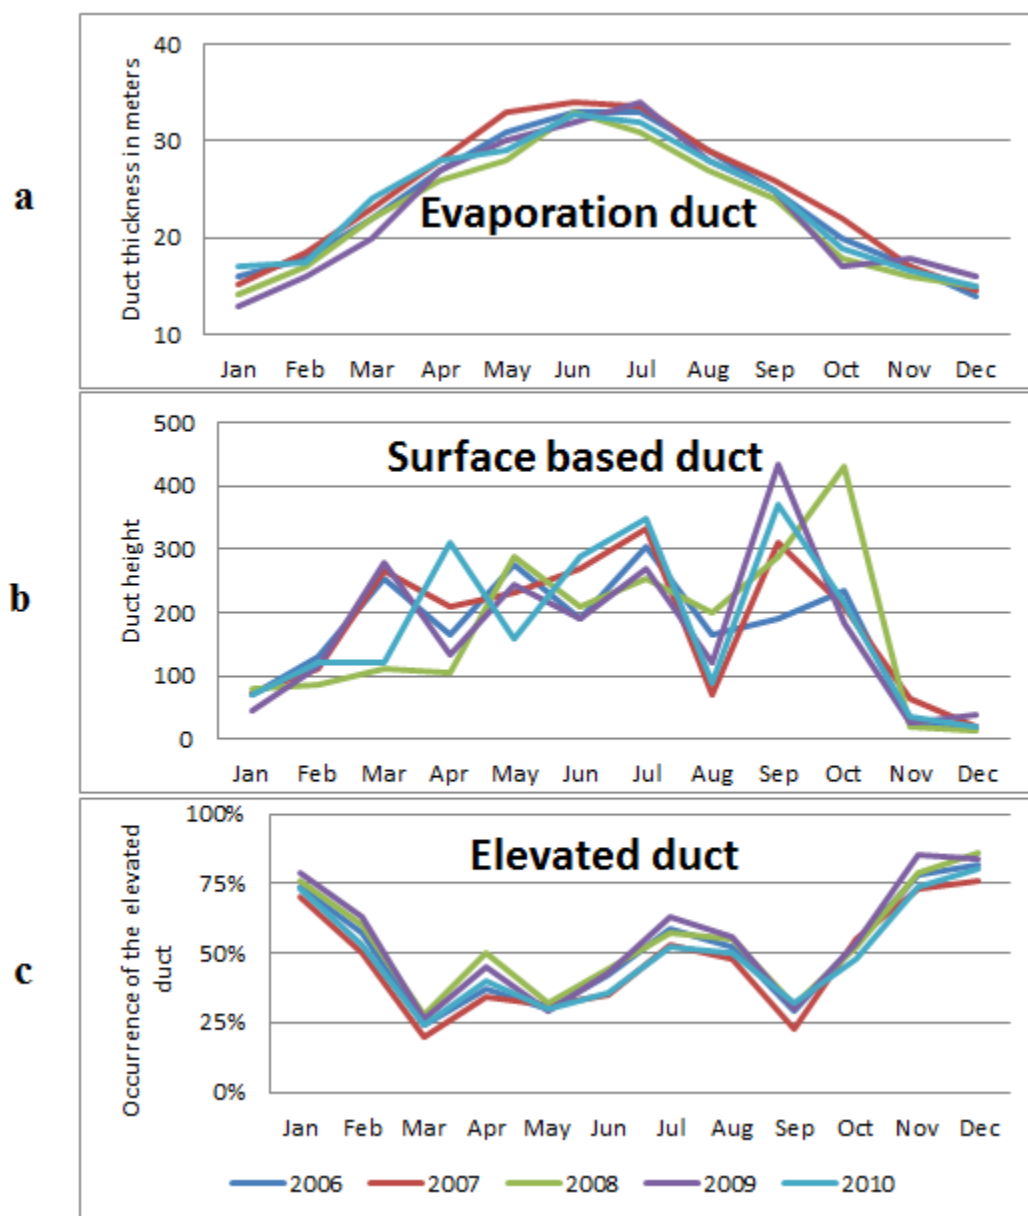 a
Duct thickness in meters
40
30
20
10
Evaporation duct
Jan Feb Mar Apr May Jun Jul Aug Sep Oct Nov Dec
b
Duct height
500
400
300
200
100
0
Surface based duct
Jan Feb Mar Apr May Jun Jul Aug Sep Oct Nov Dec
c
Occurrence of the elevated
duct
100%
75%
50%
25%
0%
Elevated duct
Jan Feb Mar Apr May Jun Jul Aug Sep Oct Nov Dec
2006 2007 2008 2009 2010